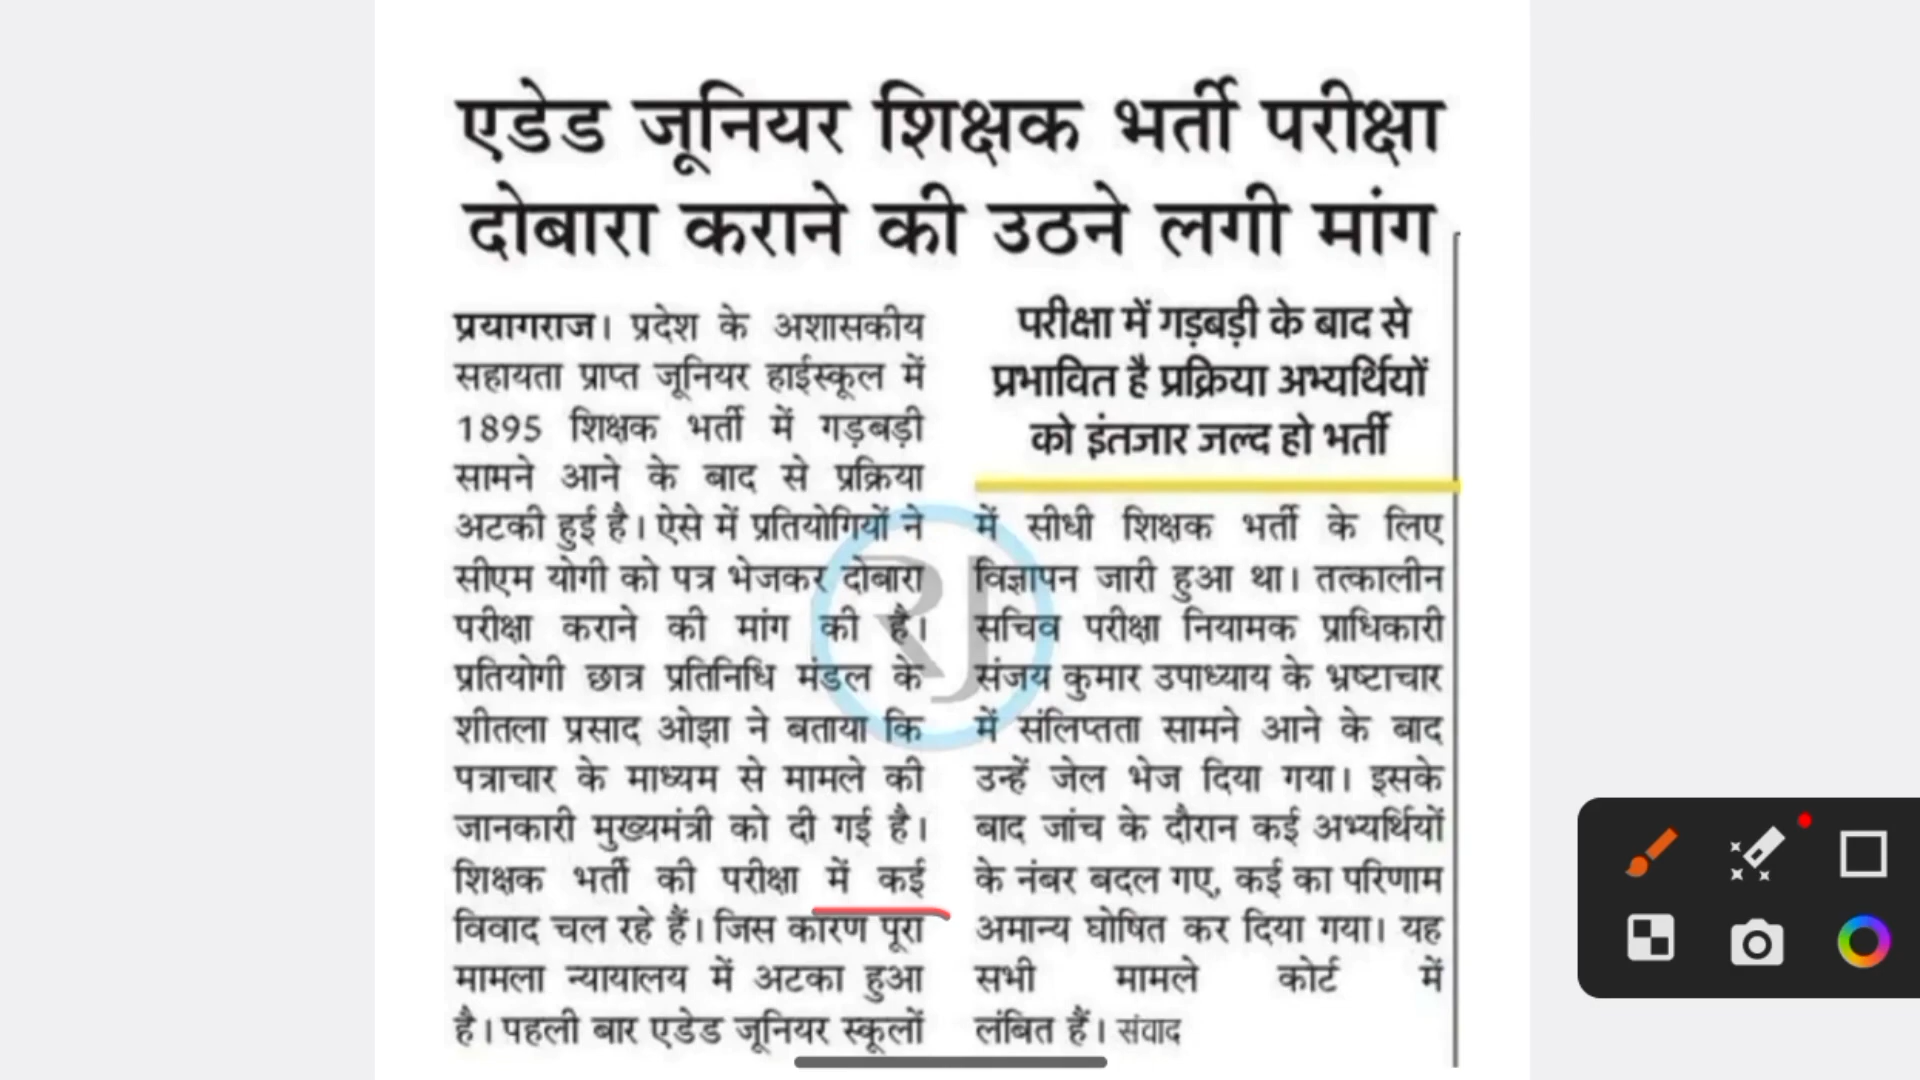 एडेड जूनियर शिक्षक भर्ती परीक्षा
दोबारा कराने की उठने लगी मांग
प्रयागराज। प्रदेश के अशासकीय
सहायता प्राप्त जूनियर हाईस्कूल में
1895 शिक्षक भर्ती में गड़बड़ी
सामने आने के बाद से प्रक्रिया
अटकी हुई है। ऐसे में प्रतियोगियों ने
सीएम योगी को पत्र भेजकर दोबारा
परीक्षा कराने की मांग की है।
प्रतियोगी छात्र प्रतिनिधि मंडल के
शीतला प्रसाद ओझा ने बताया कि
पत्राचार के माध्यम से मामले की
जानकारी मुख्यमंत्री को दी गई है।
शिक्षक भर्ती की परीक्षा में कई
विवाद चल रहे हैं। जिस कारण पूरा
मामला न्यायालय में अटका हुआ
है। पहली बार एडेड जूनियर स्कूलों
परीक्षा में गड़बड़ी के बाद से
प्रभावित है प्रक्रिया अभ्यर्थियों
को इंतजार जल्द हो भर्ती
में सीधी शिक्षक भर्ती के लिए
विज्ञापन जारी हुआ था। तत्कालीन
सचिव परीक्षा नियामक प्राधिकारी
संजय कुमार उपाध्याय के भ्रष्टाचार
में संलिप्तता सामने आने के बाद
उन्हें जेल भेज दिया गया। इसके
बाद जांच के दौरान कई अभ्यर्थियों
के नंबर बदल गए, कई का परिणाम
अमान्य घोषित कर दिया गया। यह
सभी मामले कोर्ट में
लंबित हैं। संवाद
RJ